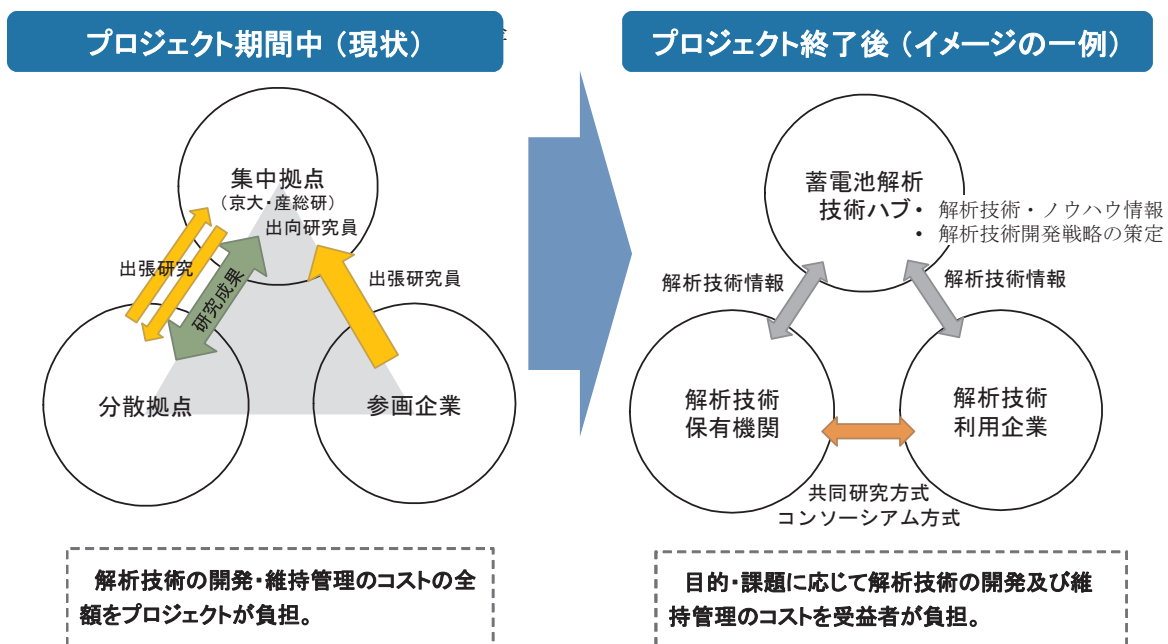 プロジェクト期間中（現状）
集中拠点
（京大・産総研）
出向研究員
出張研究
研究成果
出張研究員
分散拠点
参画企業
解析技術の開発・維持管理のコストの全
額をプロジェクトが負担。
プロジェクト終了後（イメージの一例）
蓄電池解析
技術ハブ
• 解析技術・ノウハウ情報
• 解析技術開発戦略の策定
解析技術情報
解析技術情報
解析技術
保有機関
解析技術
利用企業
共同研究方式
コンソーシアム方式
目的・課題に応じて解析技術の開発及び維
持管理のコストを受益者が負担。